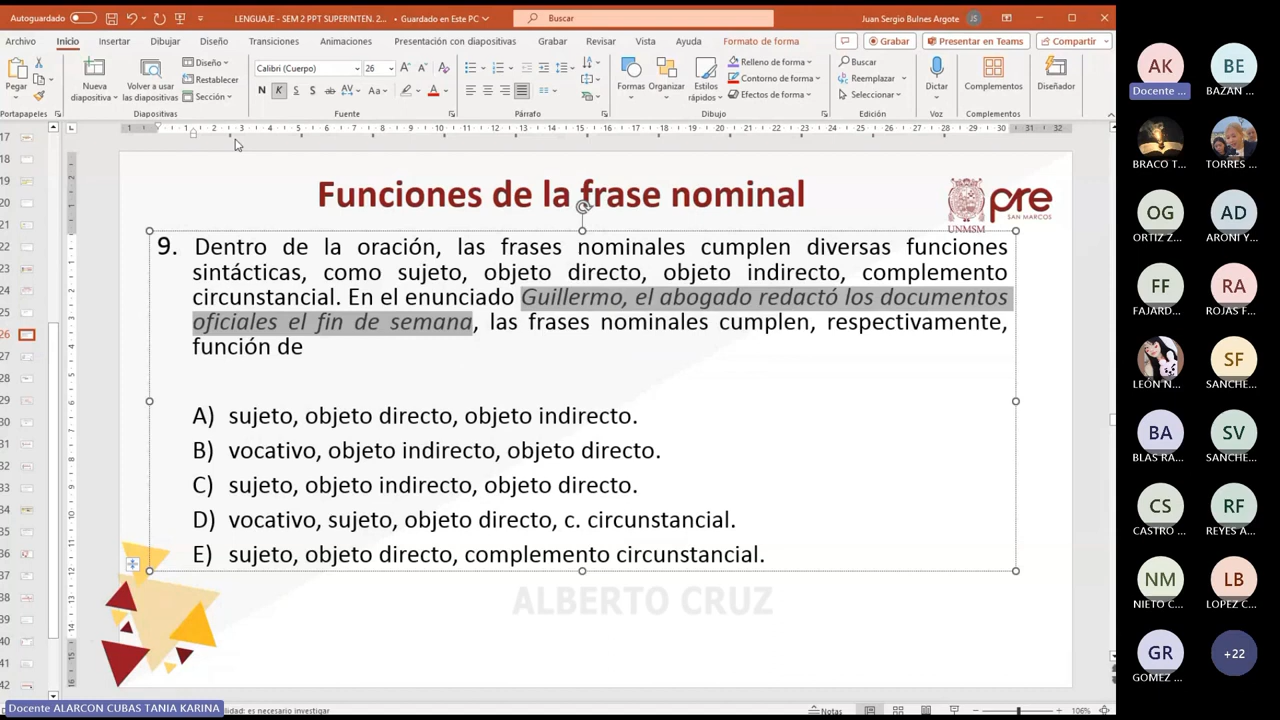 Autoguardado
LENGUAJE - SEM 2 PPT SUPERINTEN. 2... • Guardado en Este PC
Buscar
Juan Sergio Bulnes Argote
JS
Archivo
Inicio
Insertar
Dibujar
Diseño
Transiciones
Animaciones
Presentación con diapositivas
Grabar
Revisar
Vista
Ayuda
Formato de forma
Grabar
Presentar en Teams
Compartir
Pegar
Nueva diapositiva
Volver a usar las diapositivas
Diseño
Restablecer
Sección
Calibri (Cuerpo)
26
N K S S ab AV Aa
Formas
Organizar
Estilos rápidos
Relleno de forma
Contorno de forma
Efectos de forma
Buscar
Reemplazar
Seleccionar
Dictar
Complementos
Diseñador
Portapapeles
Diapositivas
Fuente
Párrafo
Dibujo
Edición
Voz
Complementos
Funciones de la frase nominal
UNMSM
pre
SAN MARCOS
9. Dentro de la oración, las frases nominales cumplen diversas funciones
sintácticas, como sujeto, objeto directo, objeto indirecto, complemento
circunstancial. En el enunciado Guillermo, el abogado redactó los documentos
oficiales el fin de semana, las frases nominales cumplen, respectivamente,
función de
A) sujeto, objeto directo, objeto indirecto.
B) vocativo, objeto indirecto, objeto directo.
C) sujeto, objeto indirecto, objeto directo.
D) vocativo, sujeto, objeto directo, c. circunstancial.
E) sujeto, objeto directo, complemento circunstancial.
ALBERTO CRUZ
Docente ALARCON CUBAS TANIA KARINA
ilidad: es necesario investigar
Notas
106%
AK
Docente ...
BE
BAZAN ...
BRACO T...
TORRES ...
OG
ORTIZ Z...
AD
ARONI Y...
FF
FAJARD...
RA
ROJAS F...
LEÓN N...
SF
SANCHE...
BA
BLAS RA...
SV
SANCHE...
CS
CASTRO ...
RF
REYES A...
NM
NIETO C...
LB
LOPEZ C...
GR
GOMEZ ...
+22